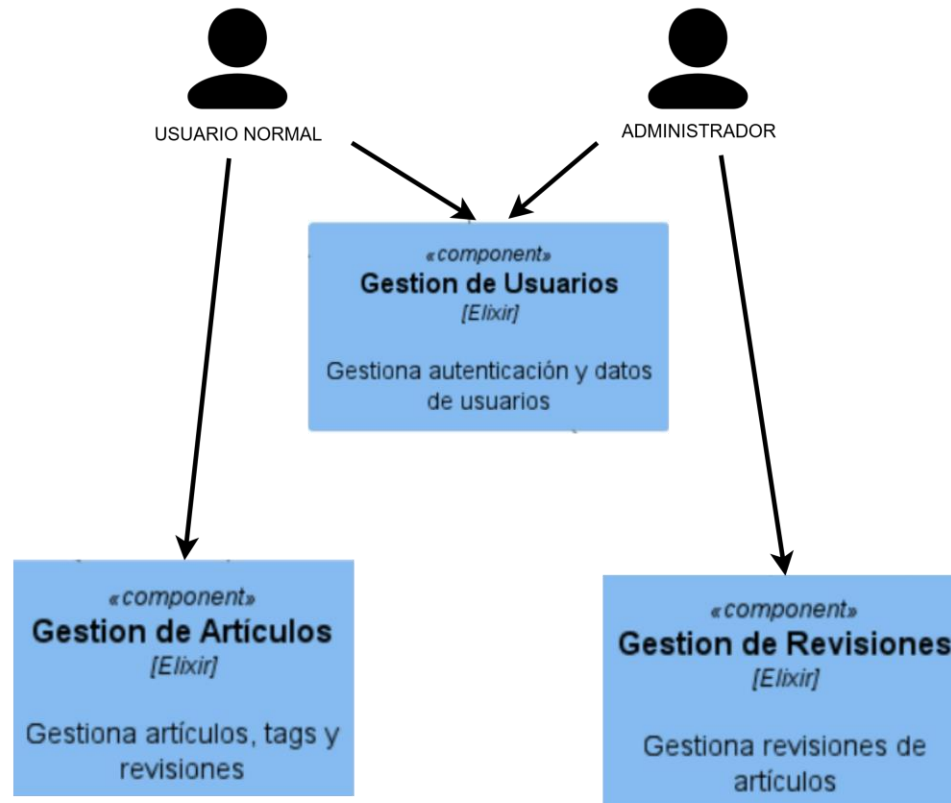 USUARIO NORMAL
ADMINISTRADOR
«component»
Gestion de Usuarios
[Elixir]
Gestiona autenticación y datos
de usuarios
«component»
Gestion de Artículos
[Elixir]
Gestiona artículos, tags y
revisiones
«component»
Gestion de Revisiones
[Elixir]
Gestiona revisiones de
artículos